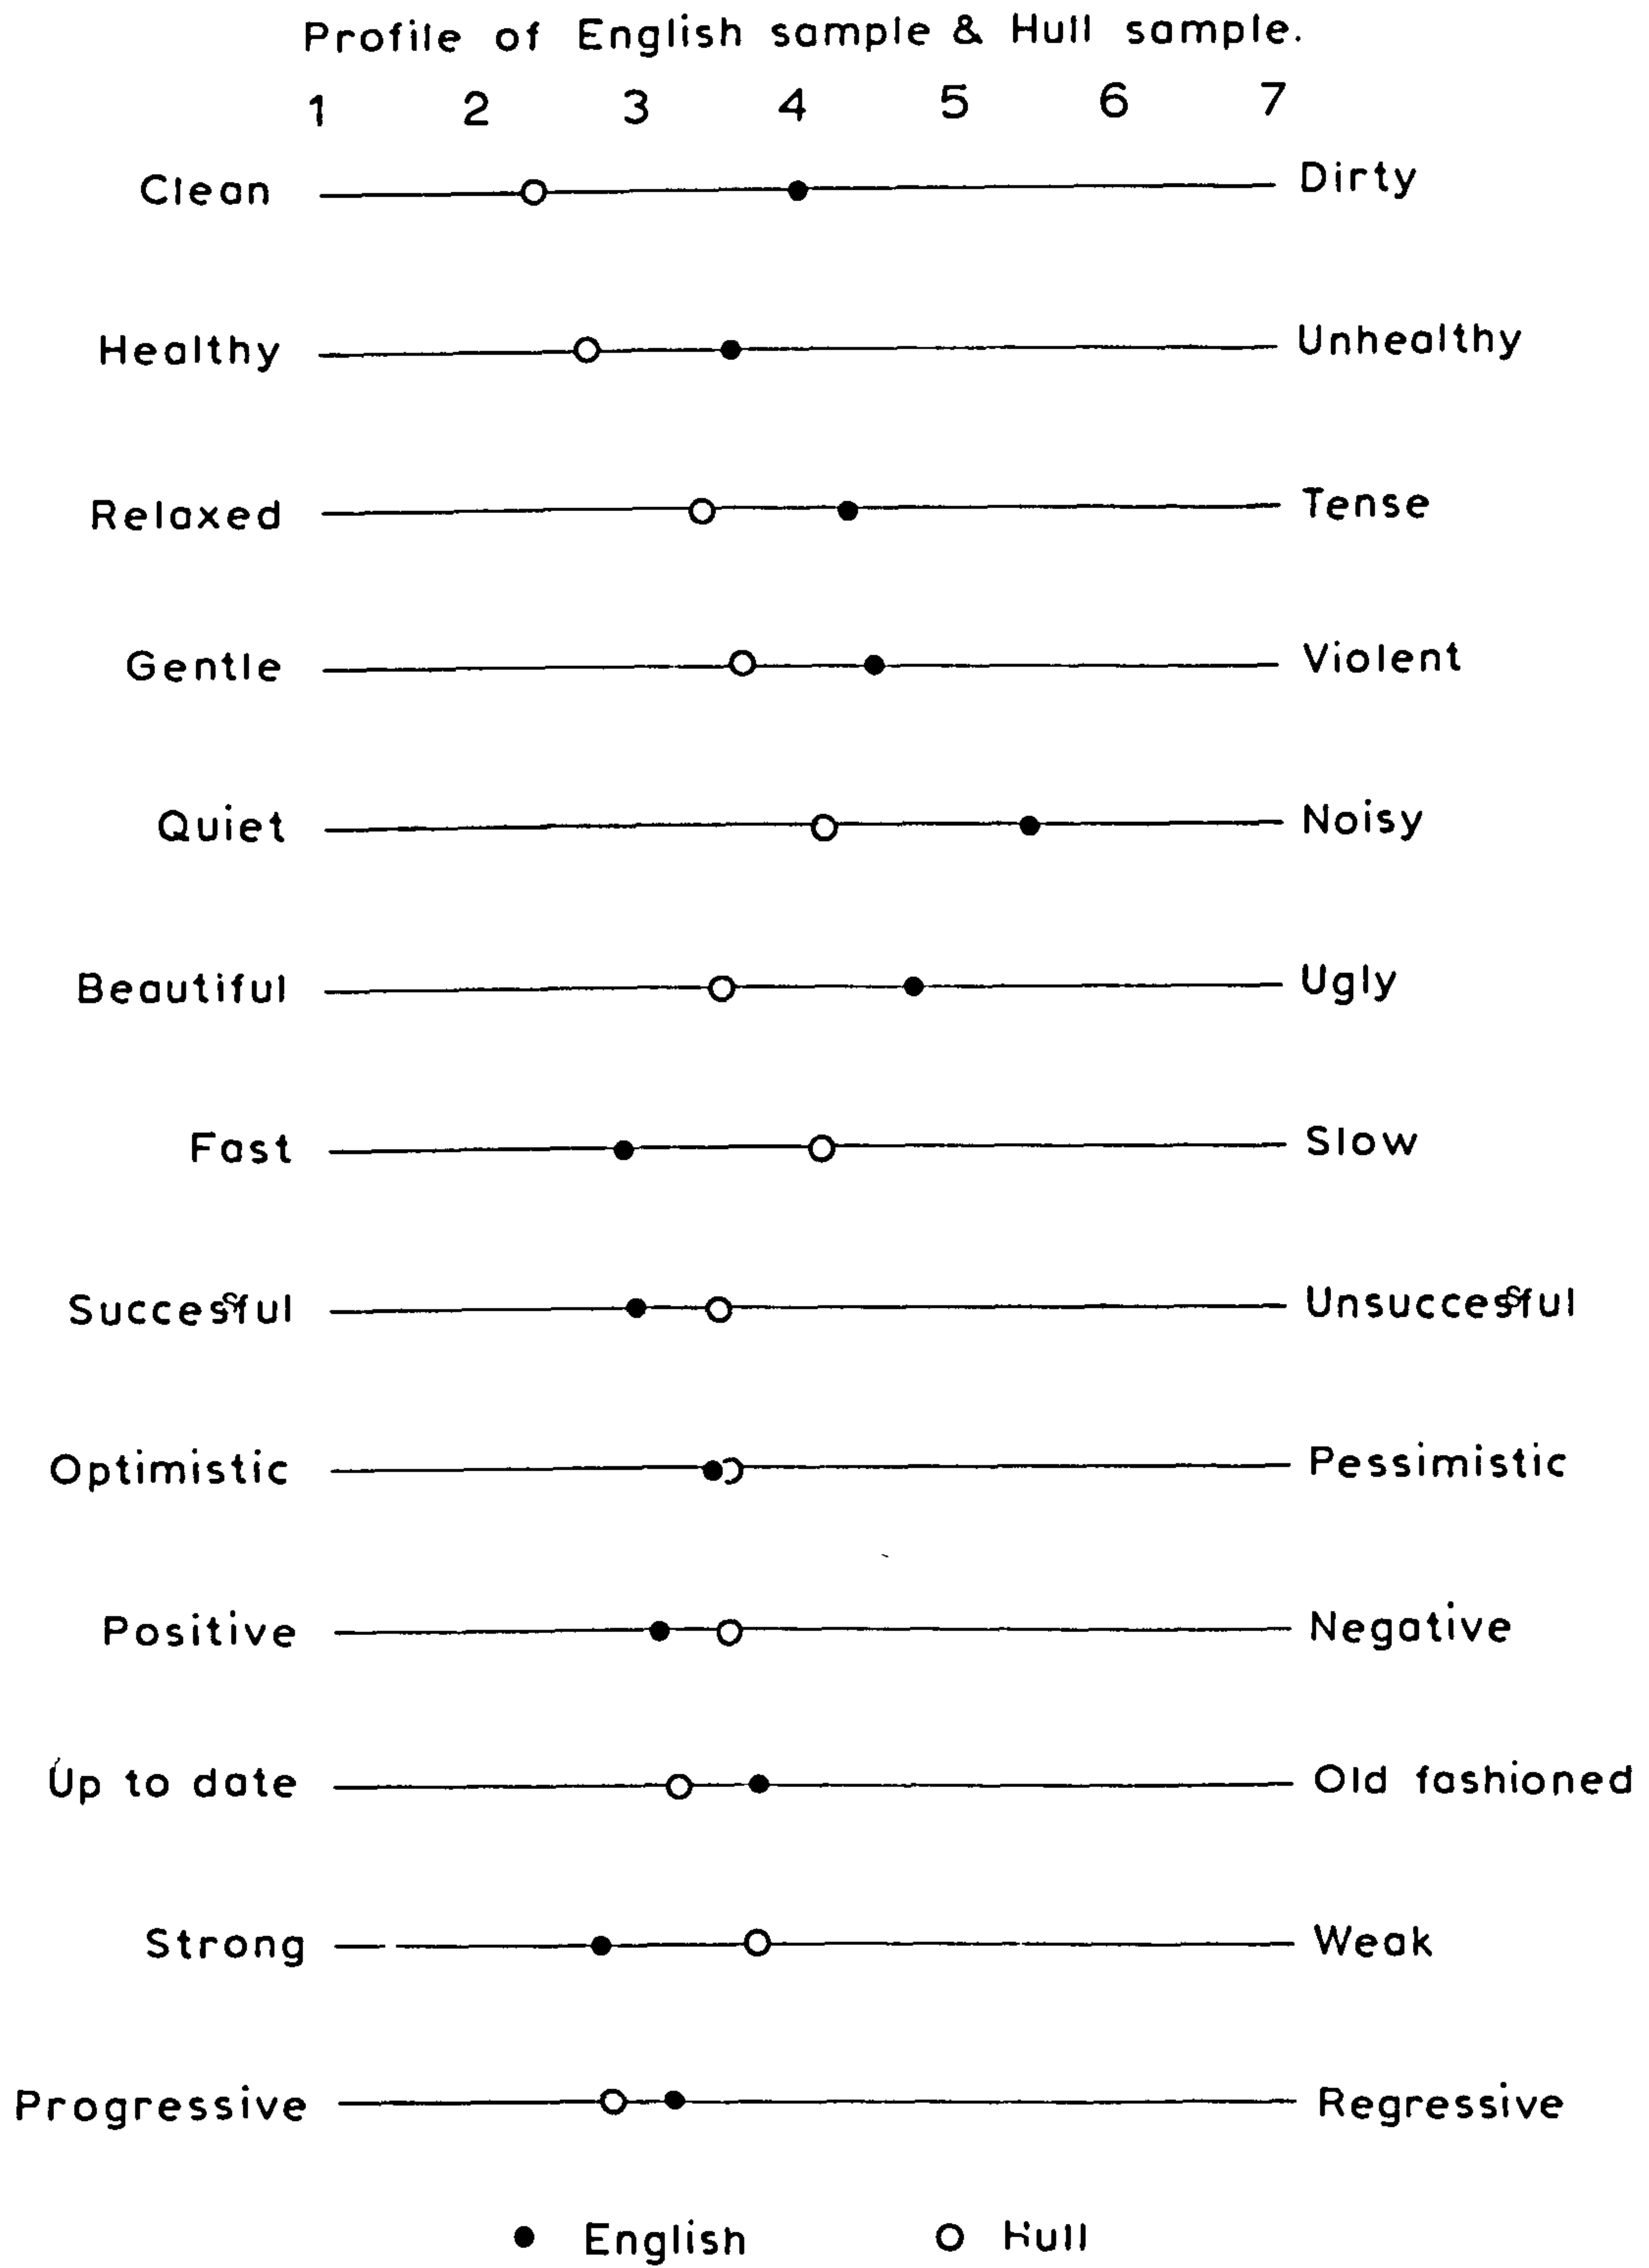 Profile of English sample & Hull sample.
1 2 3 4 5 6 7
Clean Dirty
Healthy Unhealthy
Relaxed Tense
Gentle Violent
Quiet Noisy
Beautiful Ugly
Fast Slow
Successful Unsuccessful
Optimistic Pessimistic
Positive Negative
Up to date Old fashioned
Strong Weak
Progressive Regressive
English Hull